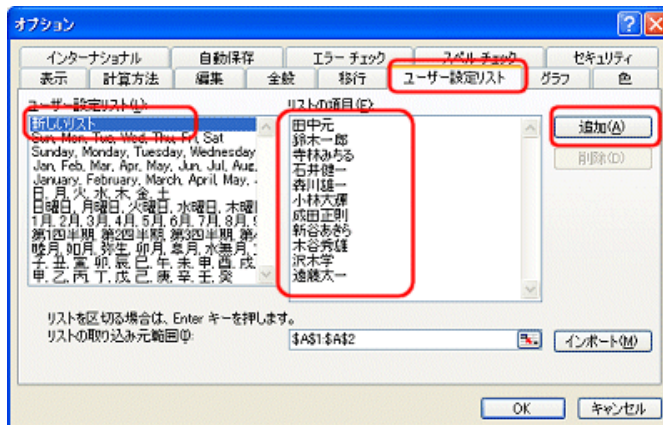 オプション
インターナショナル 自動保存 エラー チェック スペル チェック セキュリティ
表示 計算方法 編集 全般 移行 ユーザー設定リスト グラフ 色
ユーザー設定リスト(L): リストの項目(E):
新しいリスト
Sun, Mon, Tue, Wed, Thu, Fri, Sat
Sunday, Monday, Tuesday, Wednesday
Jan, Feb, Mar, Apr, May, Jun, Jul, Aug,
January, February, March, April, May,
日, 月, 火, 水, 木, 金, 土
日曜日, 月曜日, 火曜日, 水曜日, 木曜
1月, 2月, 3月, 4月, 5月, 6月, 7月, 8月,
第1四半期, 第2四半期, 第3四半期, 第
睦月, 如月, 弥生, 卯月, 皐月, 水無月,
子, 丑, 寅, 卯, 辰, 巳, 午, 未, 申, 酉, 戌
甲, 乙, 丙, 丁, 戊, 己, 庚, 辛, 壬, 癸
田中元
鈴木一郎
寺林みちる
石井健一
森川雄一
小林大輝
成田正則
新谷あきら
木谷秀雄
沢木学
遠藤太一
追加(A)
削除(D)
リストを区切る場合は、Enter キーを押します。
リストの取り込み元範囲(I): $A$1:$A$2 インポート(M)
OK キャンセル